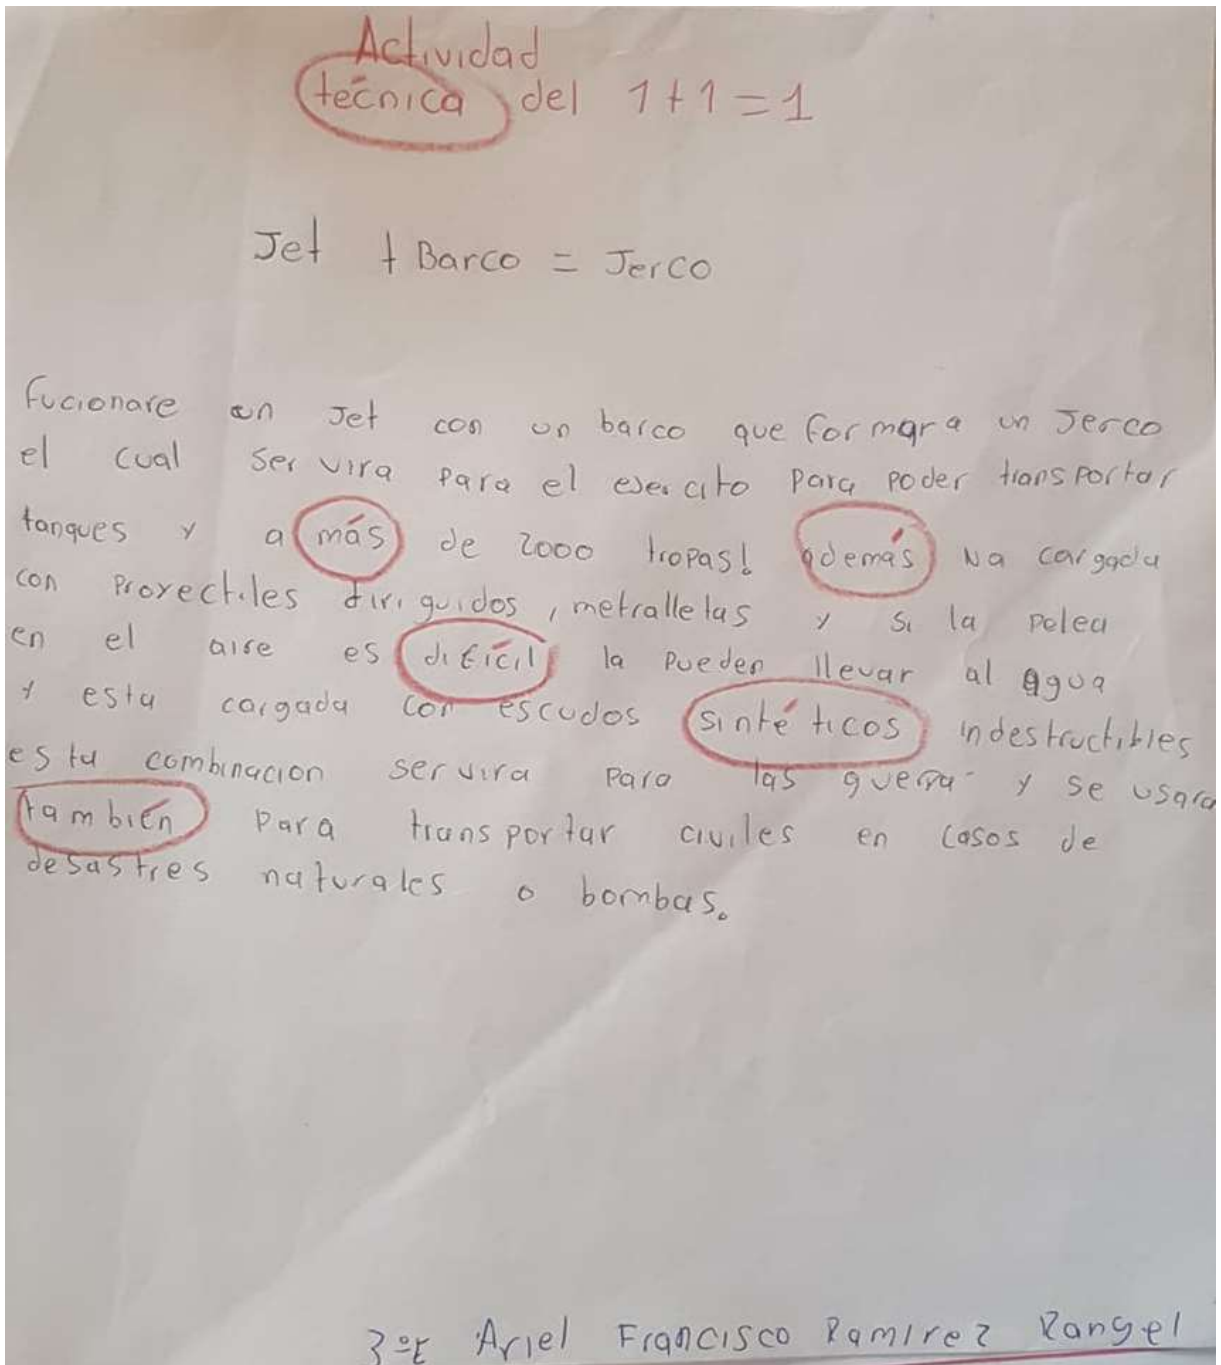 Actividad
técnica del 1+1=1
Jet + Barco = Jerco
fucionare un Jet con un barco que formara un Jerco
el cual servira para el ejercito para poder transportar
tanques y a más de 2000 tropas! además va cargada
con proyectiles diriguidos, metralletas y si la pelea
en el aire es difícil la pueden llevar al agua
y esta cargada con escudos sintéticos indestructibles
esta combinacion servira para las guerra y se usara
también para transportar civiles en casos de
desastres naturales o bombas.
3ºE Ariel Francisco Ramirez Rangel